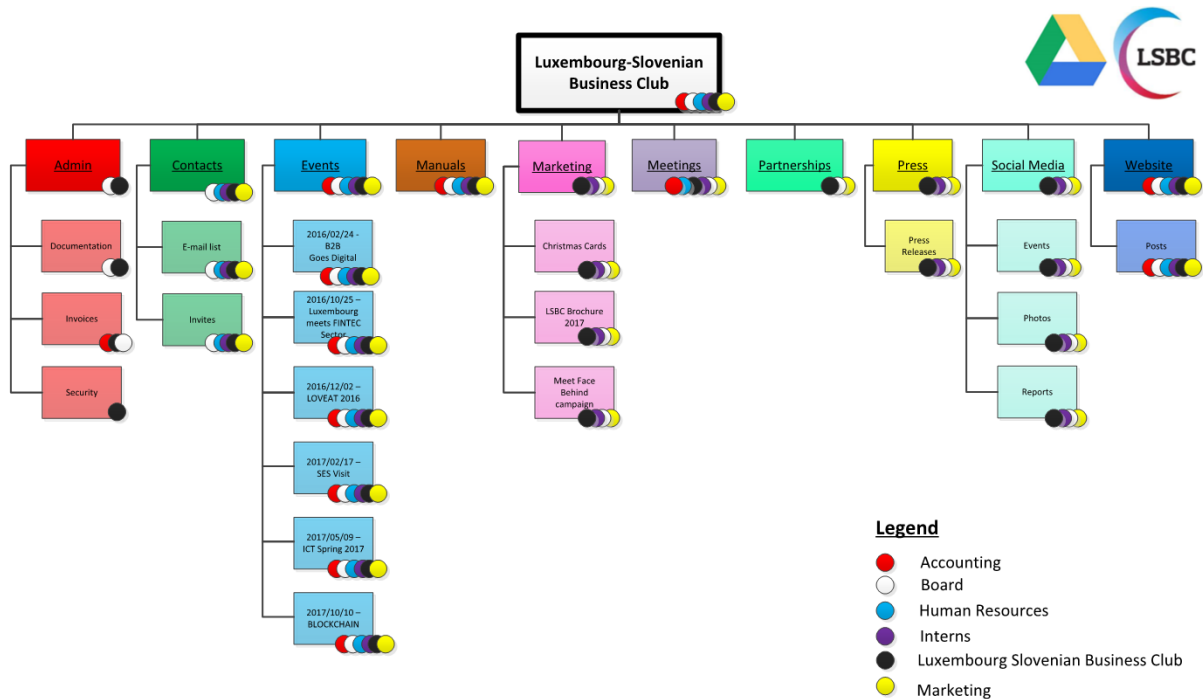 LSBC
Luxembourg-Slovenian
Business Club
Admin
Contacts
Events
Manuals
Marketing
Meetings
Partnerships
Press
Social Media
Website
Documentation
Invoices
Security
E-mail list
Invites
2016/02/24 -
B2B
Goes Digital
2016/10/25 –
Luxembourg
meets FINTEC
Sector
2016/12/02 –
LOVEAT 2016
2017/02/17 –
SES Visit
2017/05/09 –
ICT Spring 2017
2017/10/10 –
BLOCKCHAIN
Christmas Cards
LSBC Brochure
2017
Meet Face
Behind
campaign
Press
Releases
Events
Photos
Reports
Posts
Legend
Accounting
Board
Human Resources
Interns
Luxembourg Slovenian Business Club
Marketing